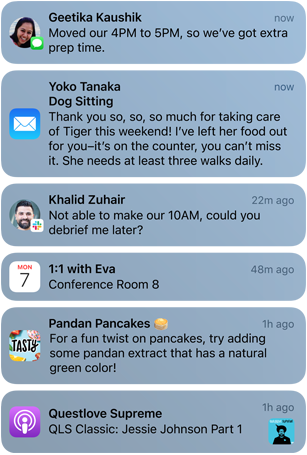 Geetika Kaushik now
Moved our 4PM to 5PM, so we've got extra
prep time.
Yoko Tanaka now
Dog Sitting
Thank you so, so, so much for taking care
of Tiger this weekend! I've left her food out
for you–it's on the counter, you can't miss
it. She needs at least three walks daily.
Khalid Zuhair 22m ago
Not able to make our 10AM, could you
debrief me later?
MON
7
1:1 with Eva 48m ago
Conference Room 8
Pandan Pancakes 🥞 1h ago
TASTY
For a fun twist on pancakes, try adding
some pandan extract that has a natural
green color!
Questlove Supreme 1h ago
QLS Classic: Jessie Johnson Part 1